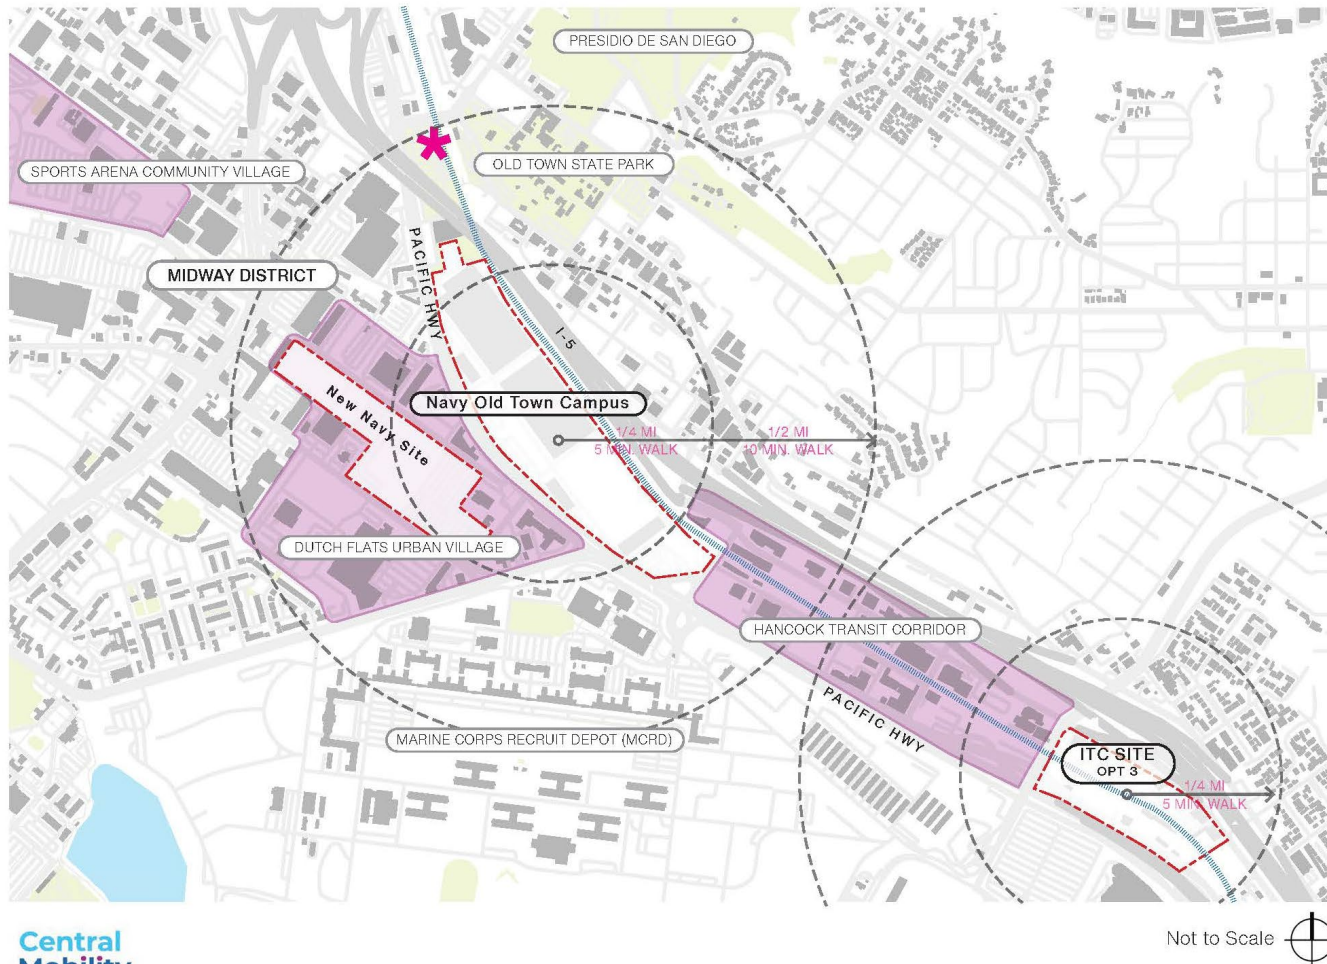 PRESIDIO DE SAN DIEGO
OLD TOWN STATE PARK
SPORTS ARENA COMMUNITY VILLAGE
PACIFIC HWY
MIDWAY DISTRICT
I-5
New Navy Site
Navy Old Town Campus
1/4 MI
5 MIN. WALK
1/2 MI
10 MIN. WALK
DUTCH FLATS URBAN VILLAGE
HANCOCK TRANSIT CORRIDOR
PACIFIC HWY
MARINE CORPS RECRUIT DEPOT (MCRD)
ITC SITE
OPT 3
1/4 MI
5 MIN. WALK
Central
Mobility
Not to Scale